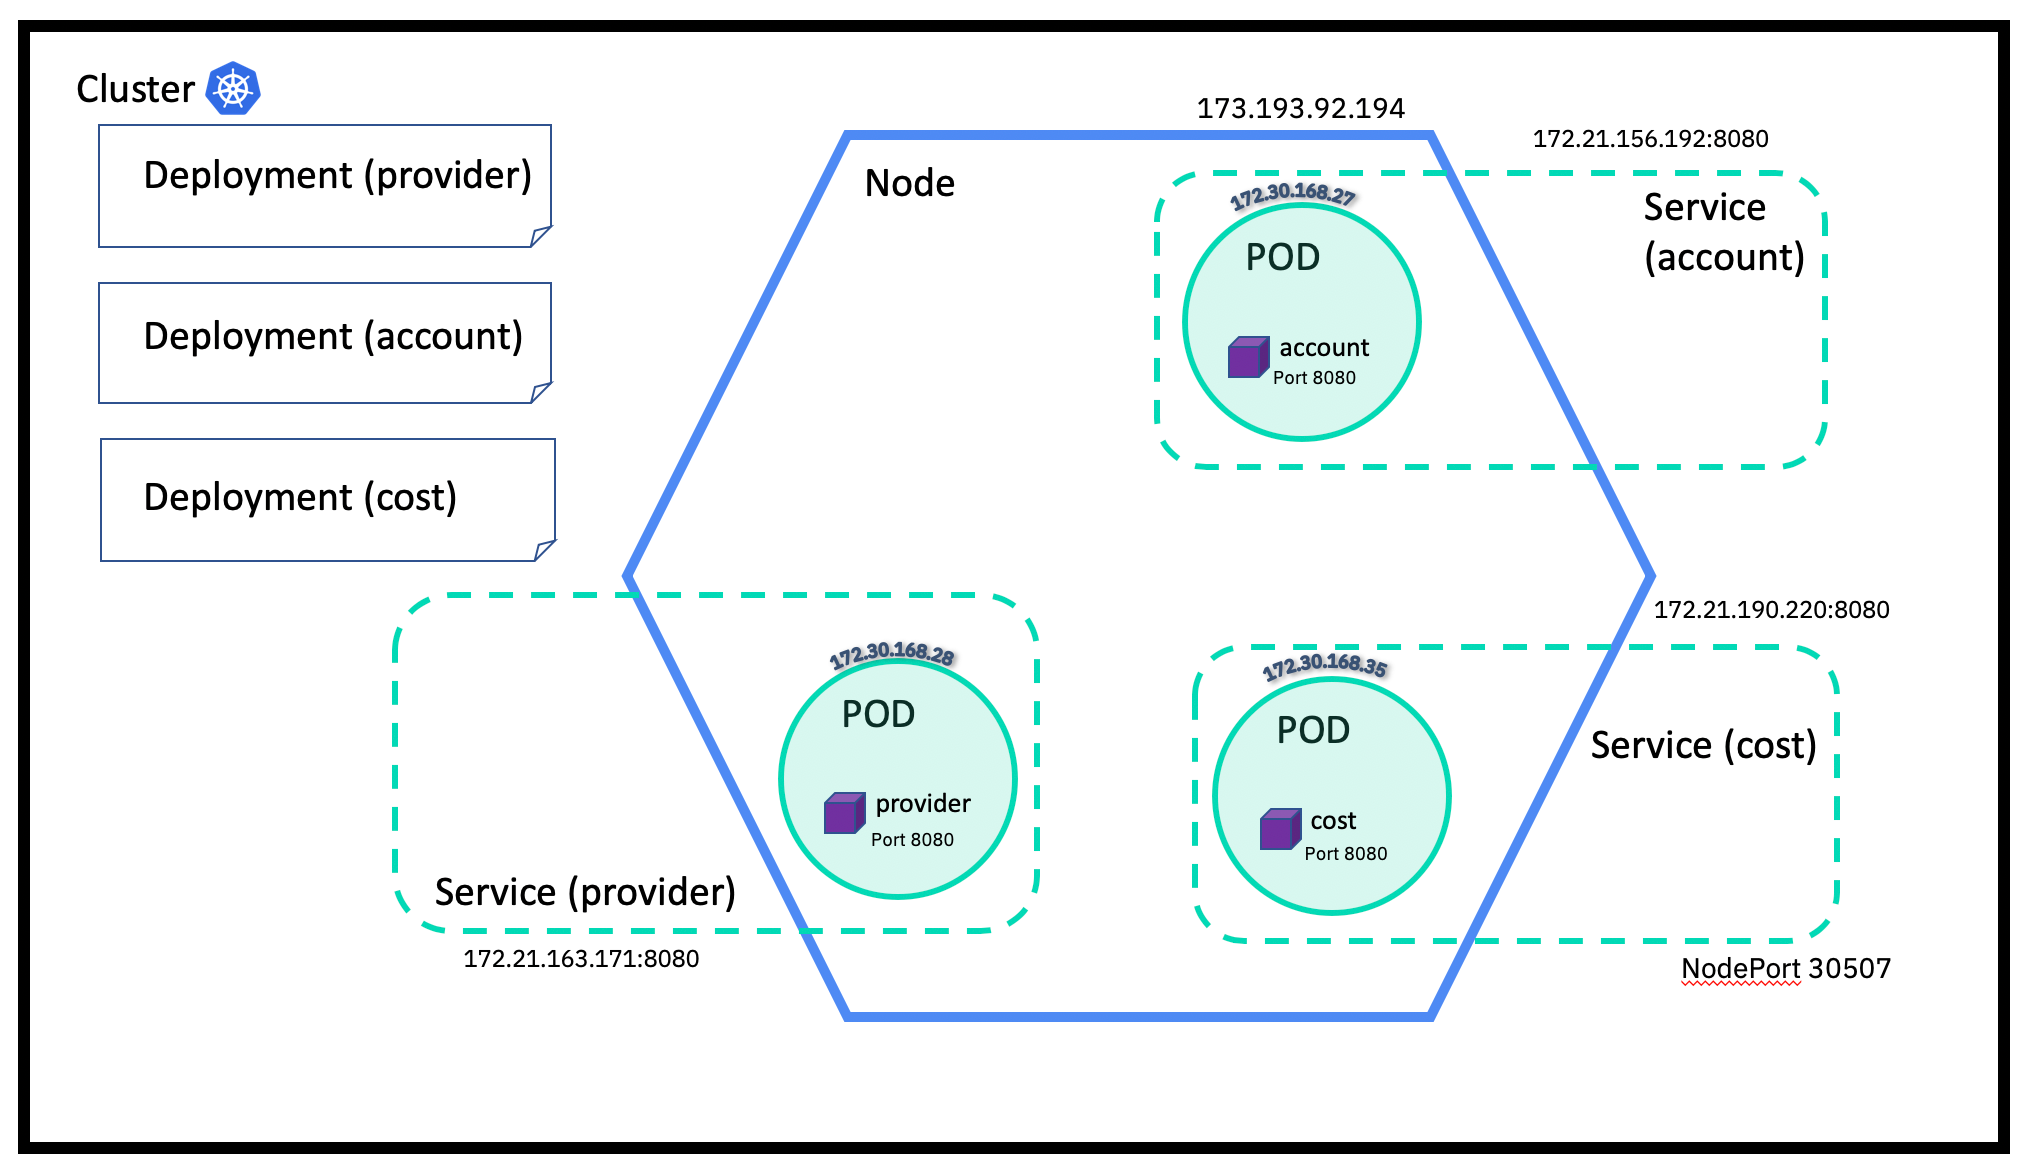 Cluster
Deployment (provider)
Deployment (account)
Deployment (cost)
173.193.92.194
Node
172.21.156.192:8080
Service
(account)
172.30.168.27
POD
account
Port 8080
172.30.168.28
POD
provider
Port 8080
Service (provider)
172.21.163.171:8080
172.21.190.220:8080
172.30.168.35
POD
cost
Port 8080
Service (cost)
NodePort 30507